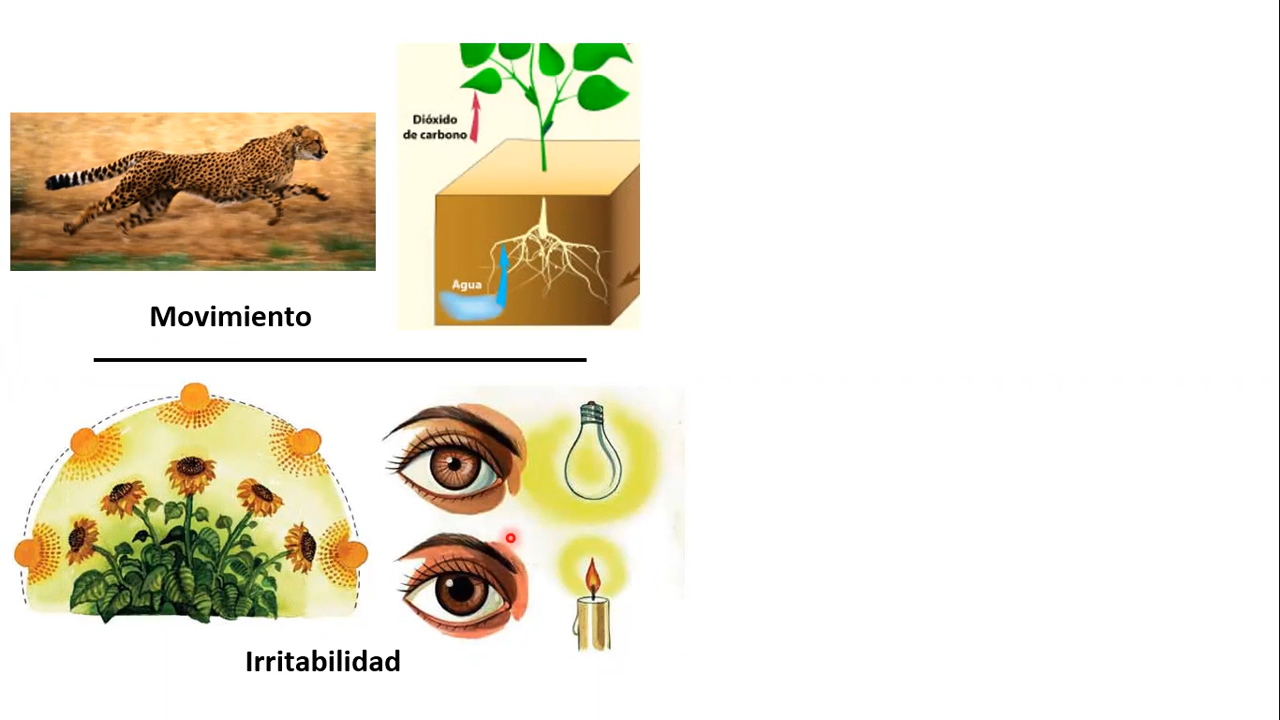 Dióxido
de carbono
Agua
Movimiento
Irritabilidad